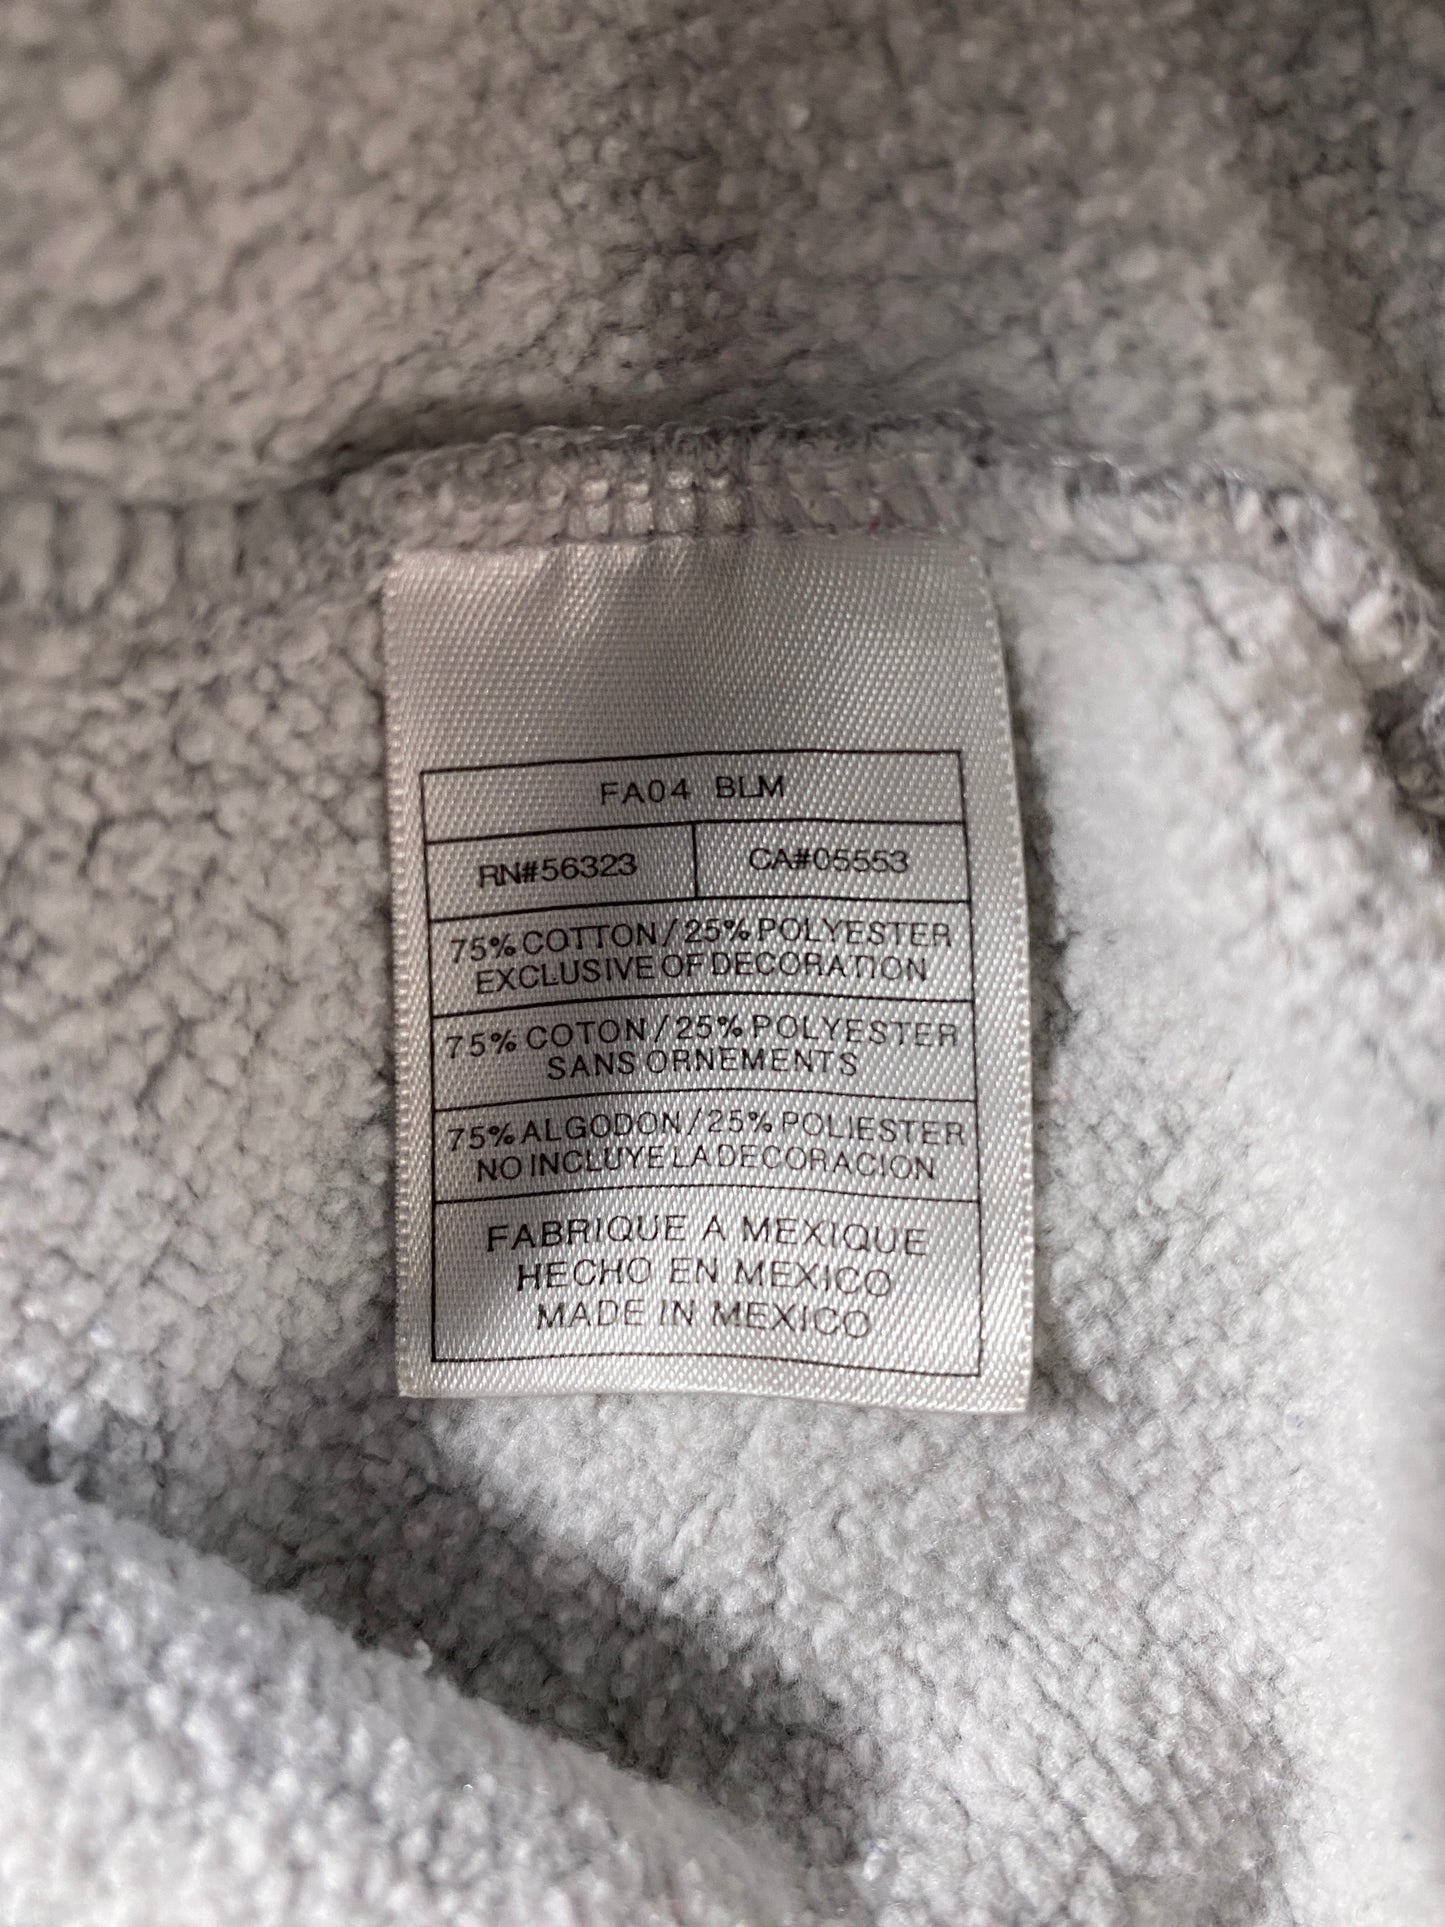 FA04 BLM
RN#56323 CA#05553
75% COTTON/25% POLYESTER
EXCLUSIVE OF DECORATION
75% COTON/25% POLYESTER
SANS ORNEMENTS
75% ALGODON/25% POLIESTER
NO INCLUYE LA DECORACION
FABRIQUE A MEXIQUE
HECHO EN MEXICO
MADE IN MEXICO